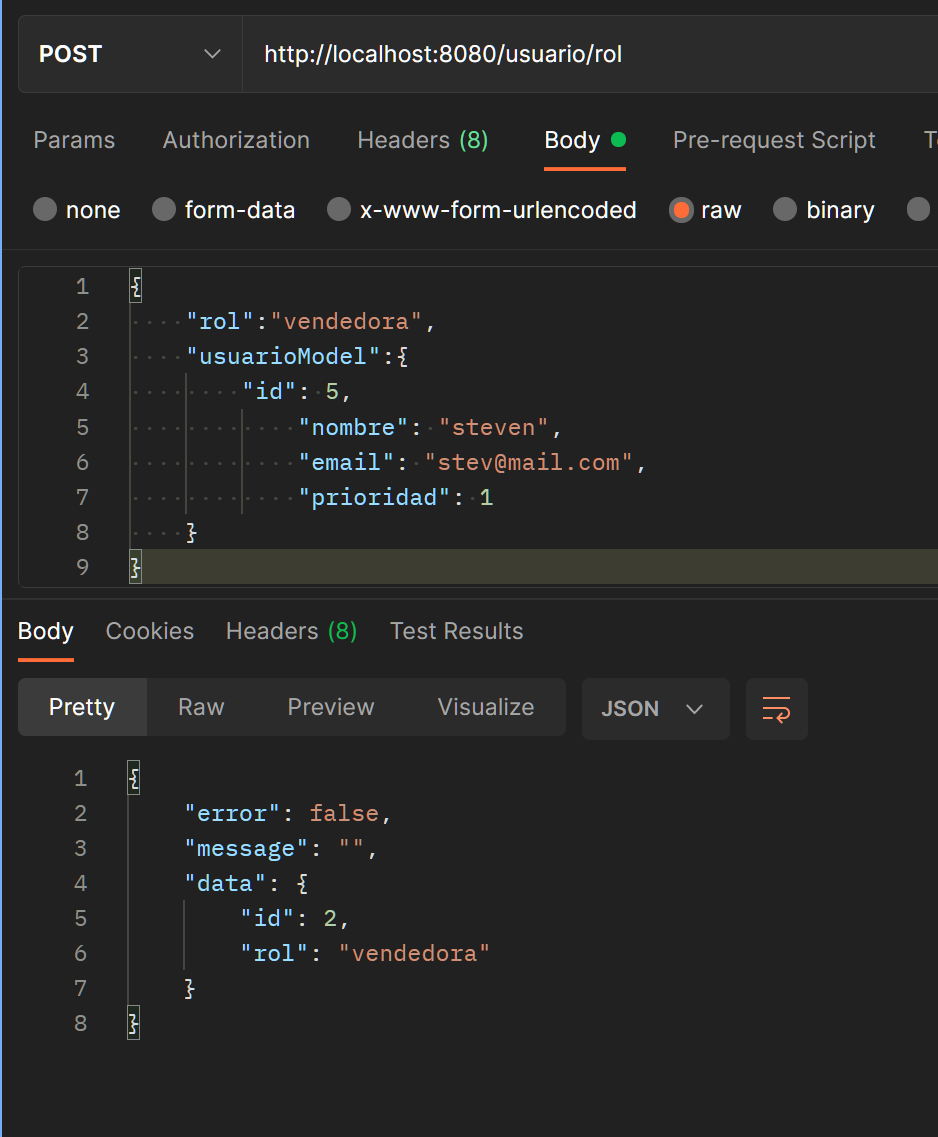 POST http://localhost:8080/usuario/rol
Params Authorization Headers (8) Body Pre-request Script
none form-data x-www-form-urlencoded raw binary
1 {
2 "rol":"vendedora",
3 "usuarioModel":{
4 "id": 5,
5 "nombre": "steven",
6 "email": "stev@mail.com",
7 "prioridad": 1
8 }
9 }
Body Cookies Headers (8) Test Results
Pretty Raw Preview Visualize JSON
1 {
2 "error": false,
3 "message": "",
4 "data": {
5 "id": 2,
6 "rol": "vendedora"
7 }
8 }